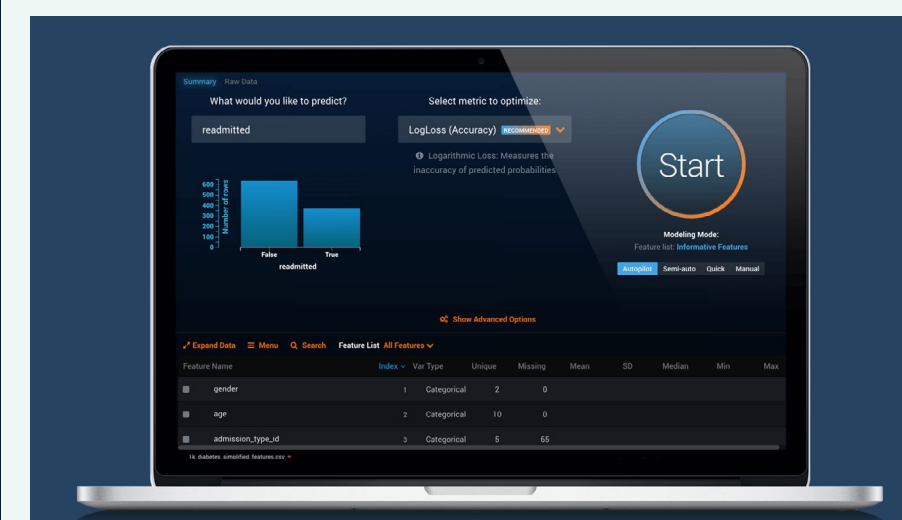 Summary Raw Data
What would you like to predict?
readmitted
600
500
400
300
200
100
0
Number of rows
False True
readmitted
Select metric to optimize:
LogLoss (Accuracy) RECOMMENDED
Logarithmic Loss: Measures the
inaccuracy of predicted probabilities
Start
Modeling Mode:
Feature list: Informative Features
Autopilot Semi-auto Quick Manual
Show Advanced Options
Expand Data Menu Search Feature List All Features
Feature Name Index Var Type Unique Missing Mean SD Median Min Max
gender 1 Categorical 2 0
age 2 Categorical 10 0
admission_type_id 3 Categorical 5 65
1k_diabetes_simplified_features.csv